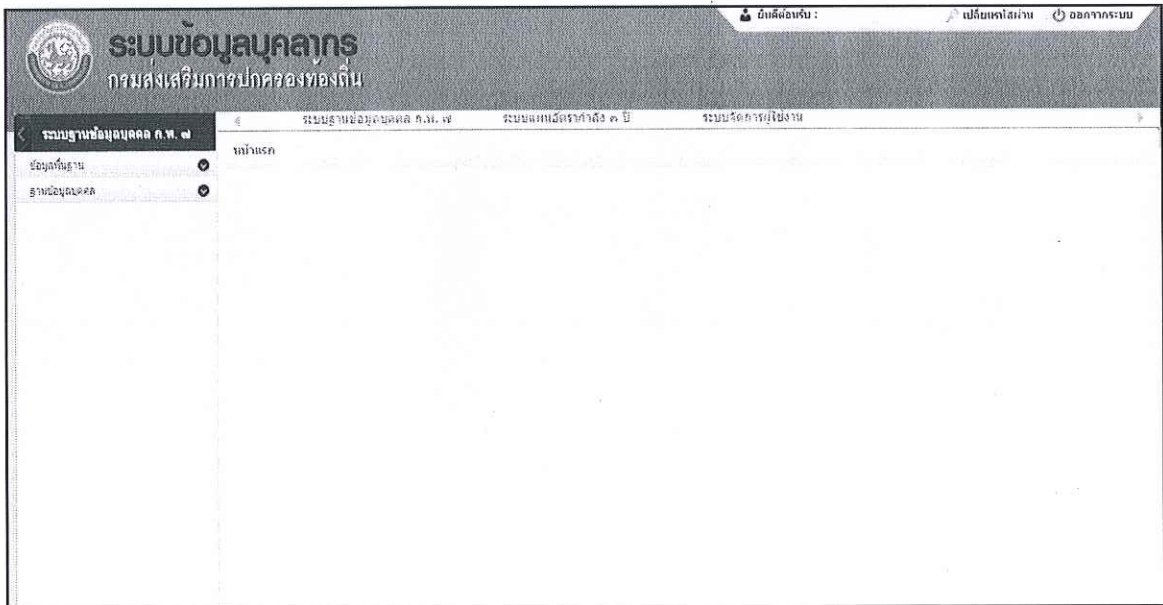 ยินดีต้อนรับ : เปลี่ยนรหัสผ่าน ออกจากระบบ
ระบบข้อมูลบุคลากร
กรมส่งเสริมการปกครองท้องถิ่น
ระบบฐานข้อมูลบุคคล ก.พ. ๗ ระบบแผนอัตรากำลัง ๓ ปี ระบบจัดการผู้ใช้งาน
ระบบฐานข้อมูลบุคคล ก.พ. ๗
หน้าแรก
ข้อมูลพื้นฐาน
ฐานข้อมูลบุคคล